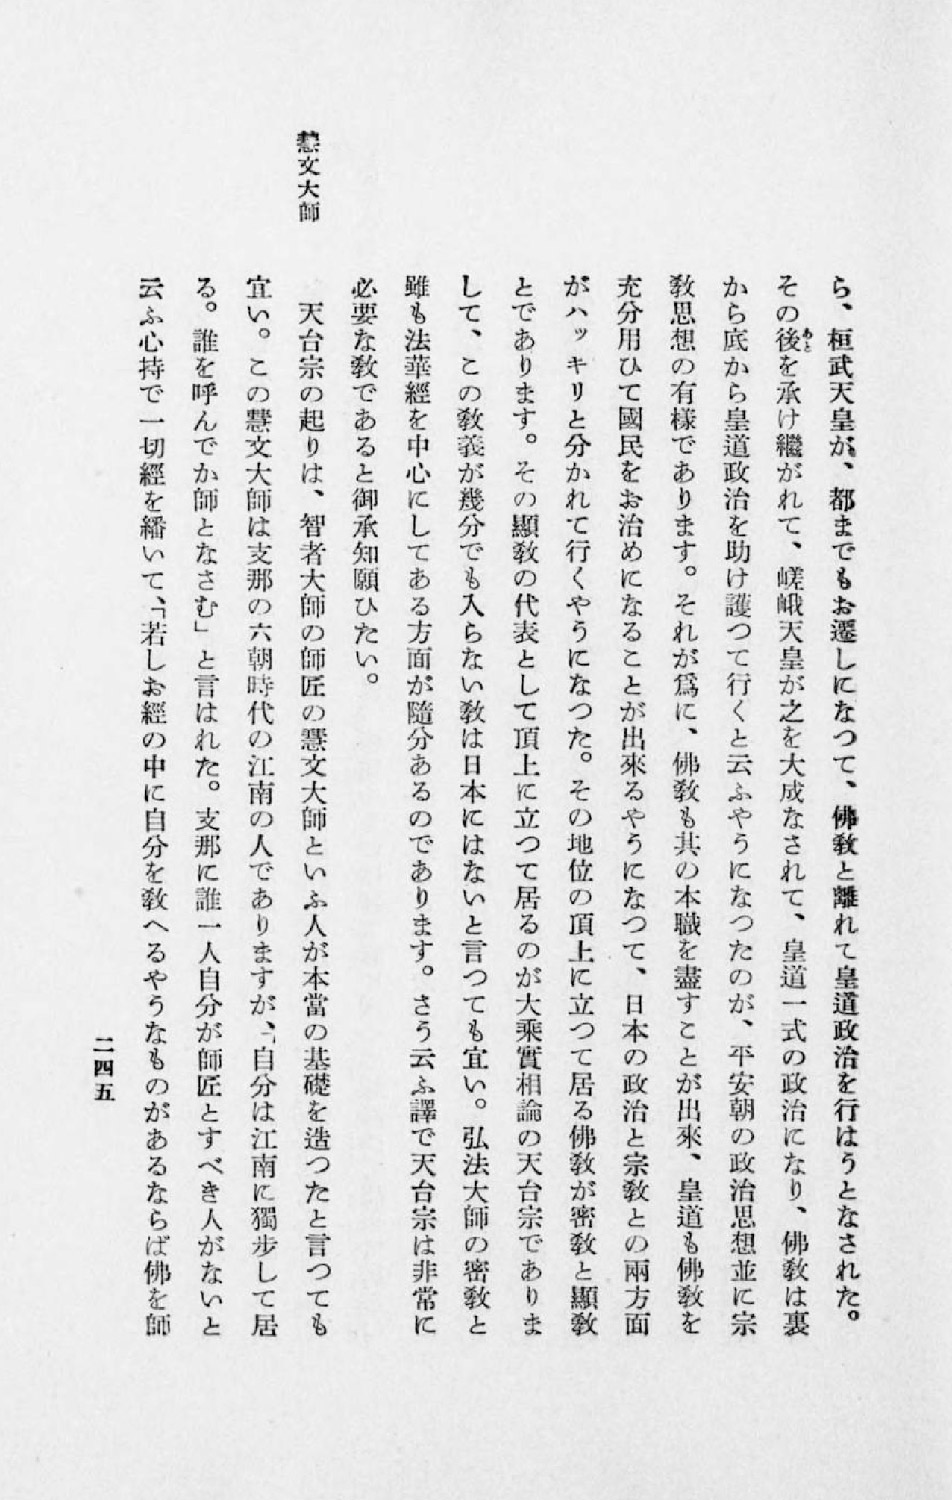 ら、桓武天皇が、都までもお遷しになつて、佛敎と離れて皇道政治を行はうとなされた。
その後を承け繼がれて、嵯峨天皇が之を大成なされて、皇道一式の政治になり、佛敎は裏
あと
から底から皇道政治を助け護つて行くと云ふやうになつたのが、平安朝の政治思想並に宗
敎思想の有樣であります。それが爲に、佛敎も其の本職を盡すことが出來、皇道も佛敎を
充分用ひて國民をお治めになることが出來るやうになつて、日本の政治と宗敎との兩方面
がハッキリと分かれて行くやうになつた。その地位の頂上に立つて居る佛敎が密敎と顯敎
とであります。その顯敎の代表として頂上に立つて居るのが大乘實相論の天台宗でありま
して、この敎義が幾分でも入らない敎は日本にはないと言つても宜い。弘法大師の密敎と
雖も法華經を中心にしてある方面が隨分あるのであります。さう云ふ譯で天台宗は非常に
必要な敎であると御承知願ひたい。
慧文大師
天台宗の起りは、智者大師の師匠の慧文大師といふ人が本當の基礎を造つたと言つても
宜い。この慧文大師は支那の六朝時代の江南の人でありますが、「自分は江南に獨步して居
る。誰を呼んでか師となさむ」と言はれた。支那に誰一人自分が師匠とすべき人がないと
云ふ心持で一切經を繙いて、「若しお經の中に自分を敎へるやうなものがあるならば佛を師
二四五